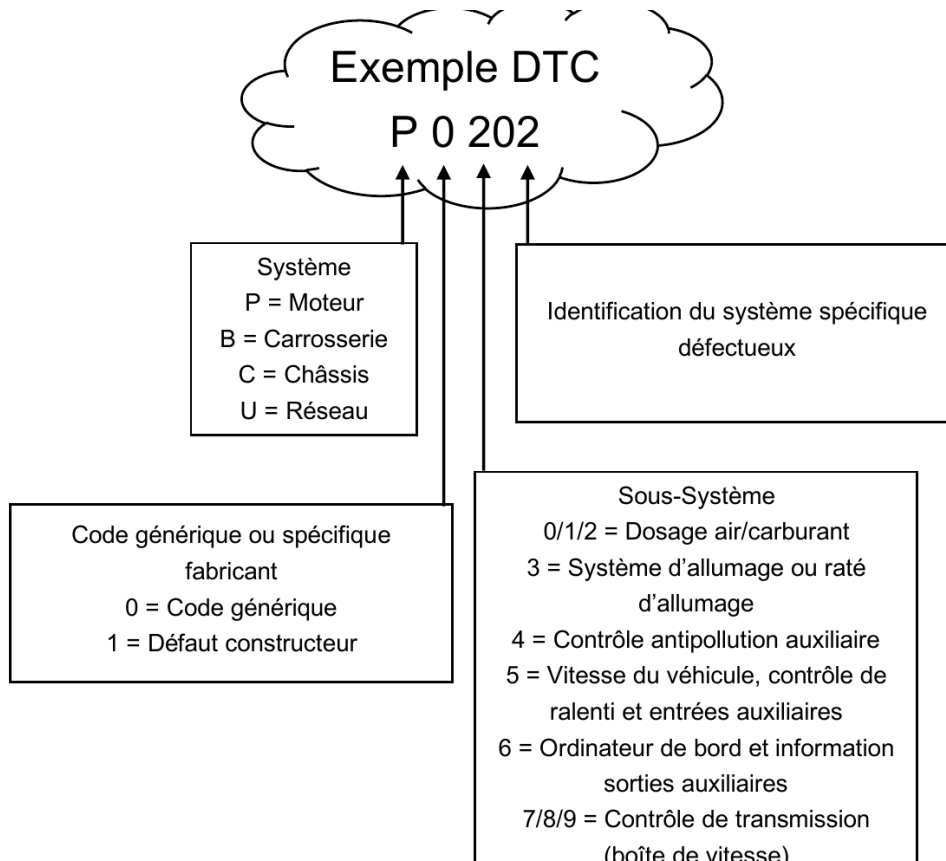 Exemple DTC
P 0 202
Système
P = Moteur
B = Carrosserie
C = Châssis
U = Réseau
Identification du système spécifique
défectueux
Code générique ou spécifique
fabricant
0 = Code générique
1 = Défaut constructeur
Sous-Système
0/1/2 = Dosage air/carburant
3 = Système d’allumage ou raté
d’allumage
4 = Contrôle antipollution auxiliaire
5 = Vitesse du véhicule, contrôle de
ralenti et entrées auxiliaires
6 = Ordinateur de bord et information
sorties auxiliaires
7/8/9 = Contrôle de transmission
(boîte de vitesse)